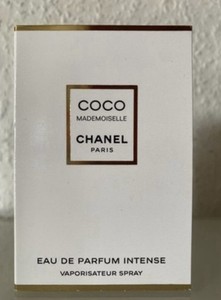 COCO
MADEMOISELLE
CHANEL
PARIS
EAU DE PARFUM INTENSE
VAPORISATEUR SPRAY